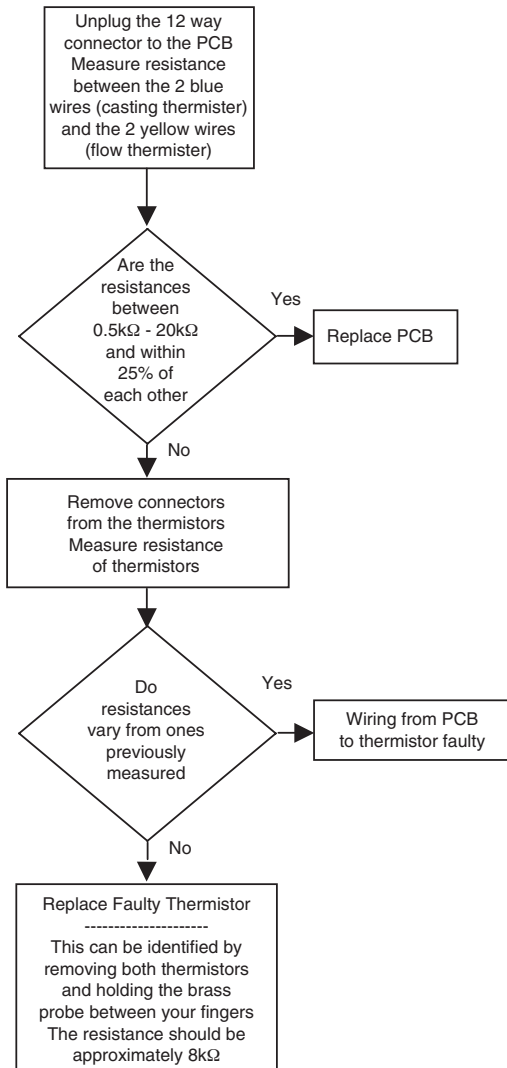 Unplug the 12 way
connector to the PCB
Measure resistance
between the 2 blue
wires (casting thermister)
and the 2 yellow wires
(flow thermister)
Are the
resistances
between
0.5kΩ - 20kΩ
and within
25% of
each other
Yes
Replace PCB
No
Remove connectors
from the thermistors
Measure resistance
of thermistors
Do
resistances
vary from ones
previously
measured
Yes
Wiring from PCB
to thermistor faulty
No
Replace Faulty Thermistor
---------------------
This can be identified by
removing both thermistors
and holding the brass
probe between your fingers
The resistance should be
approximately 8kΩ